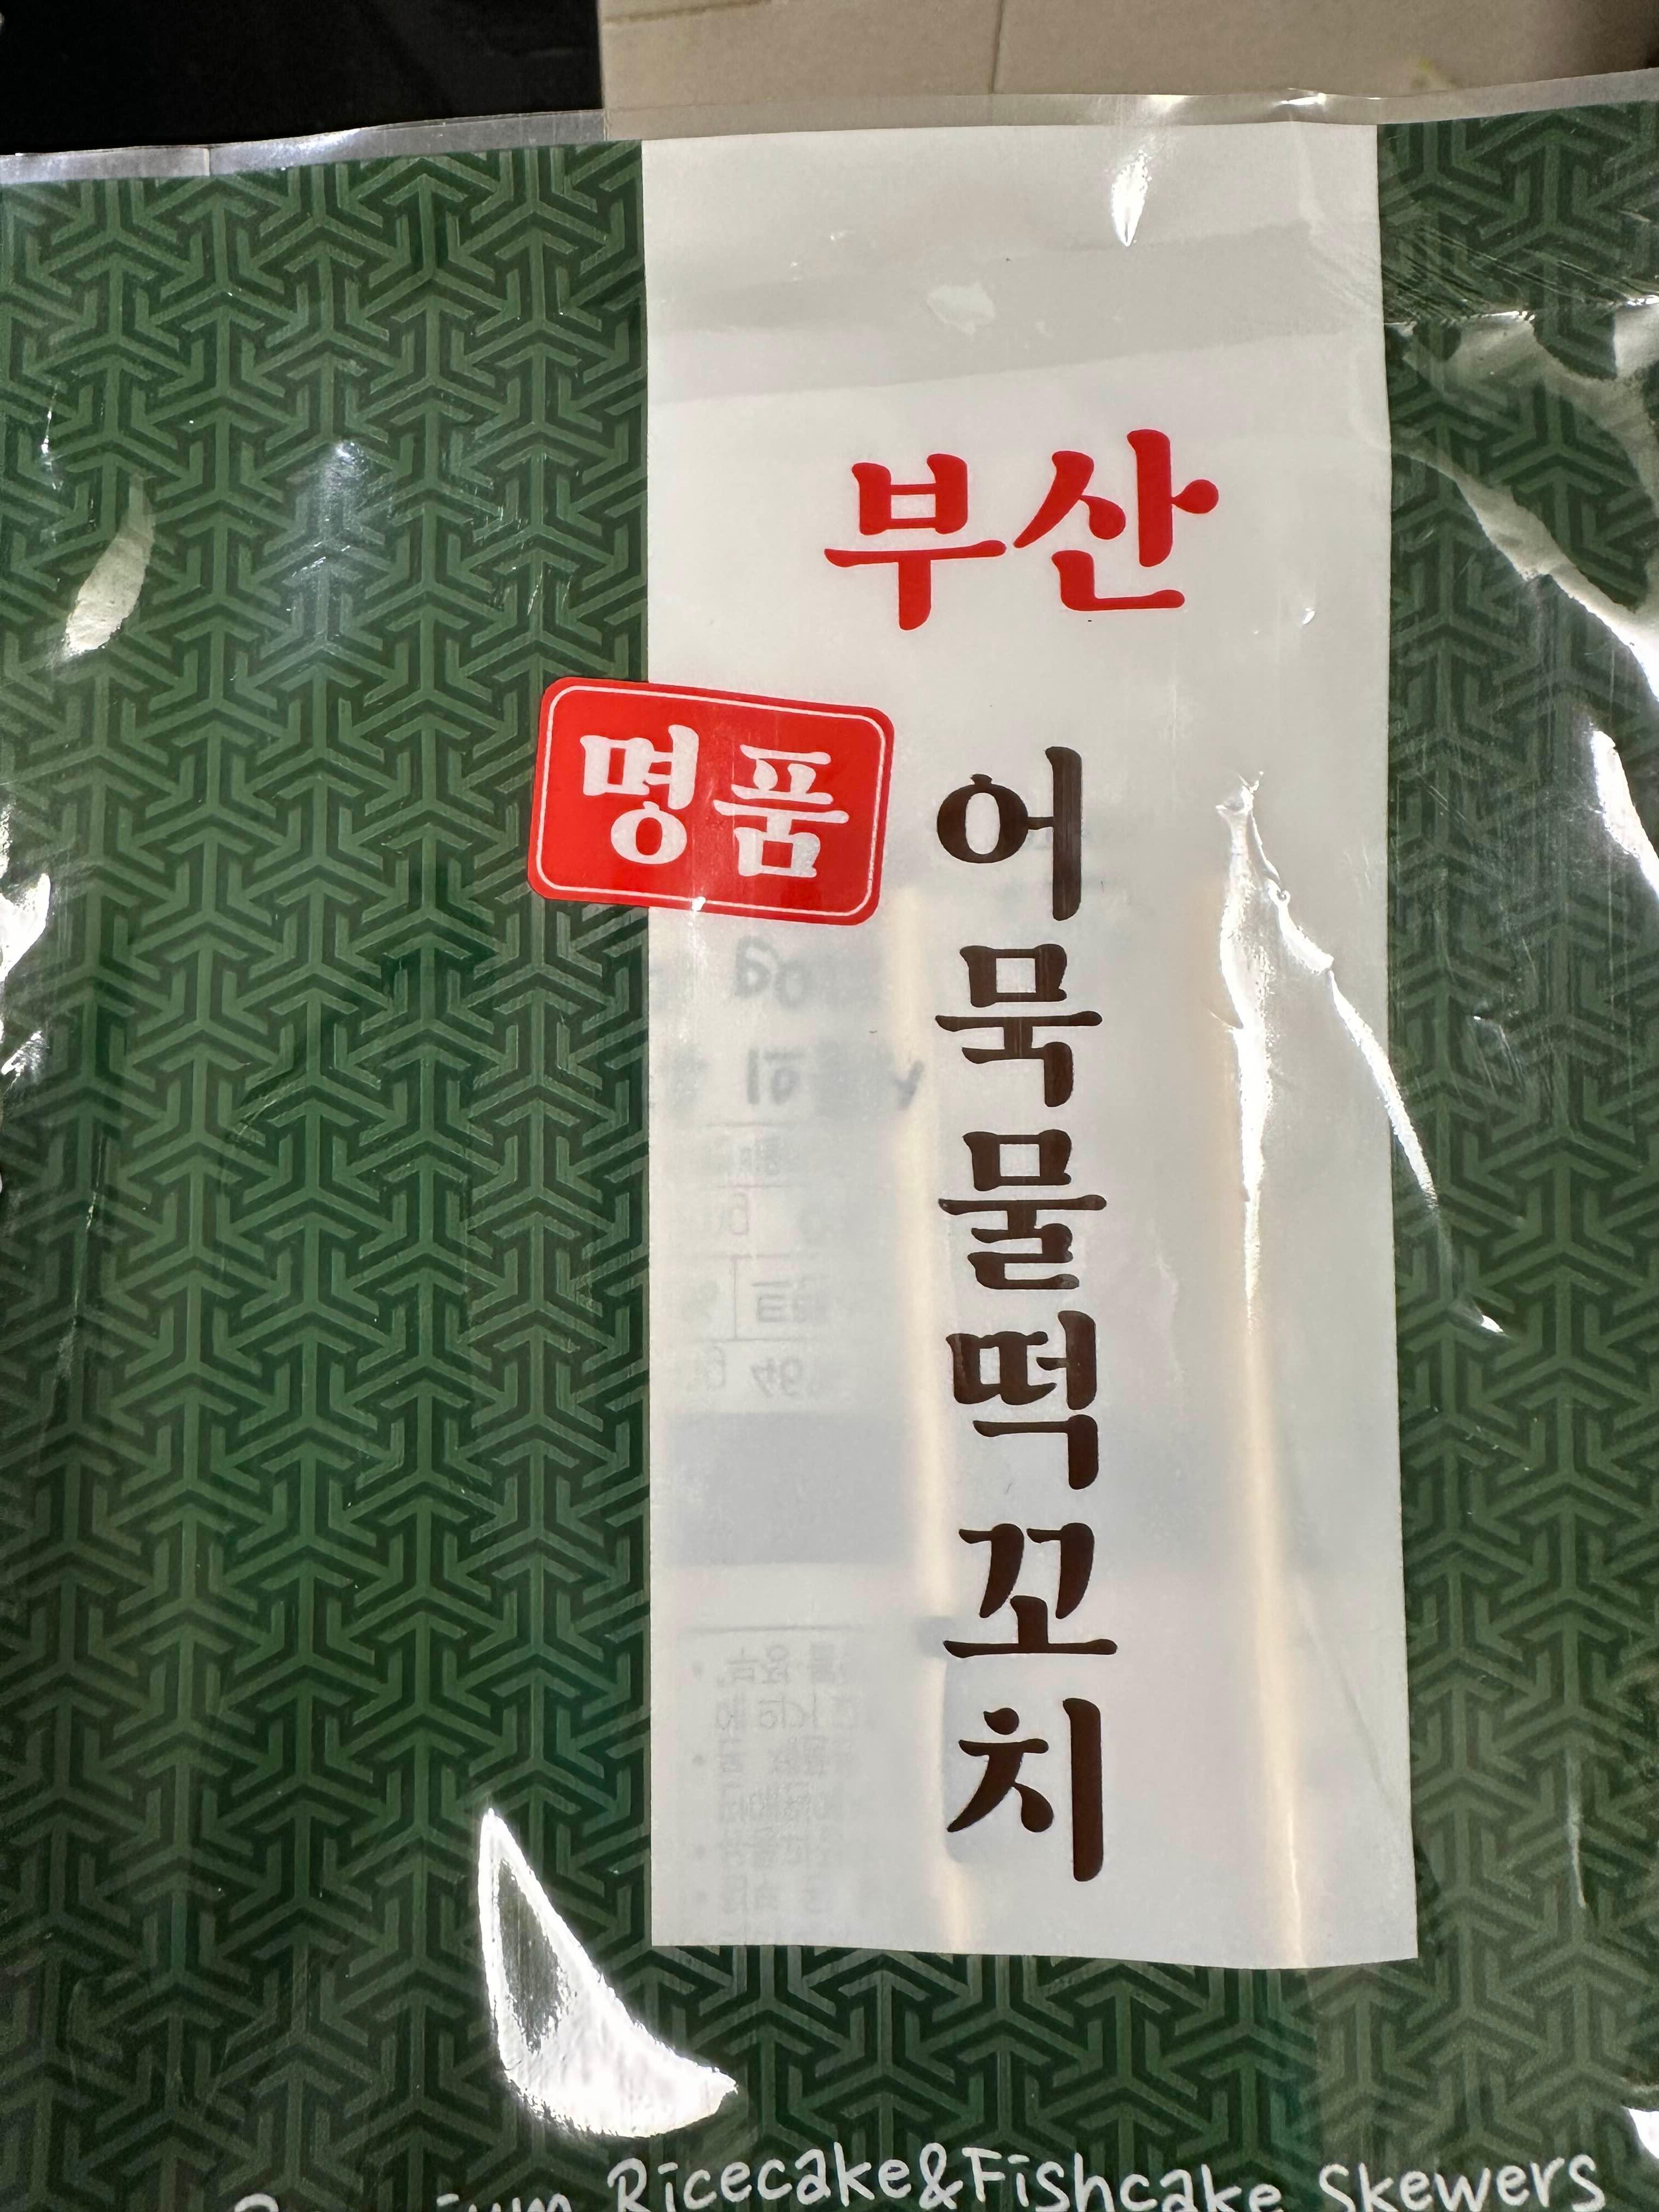 부산
명품
어묵물떡꼬치
Ricecake&Fishcake Skewers